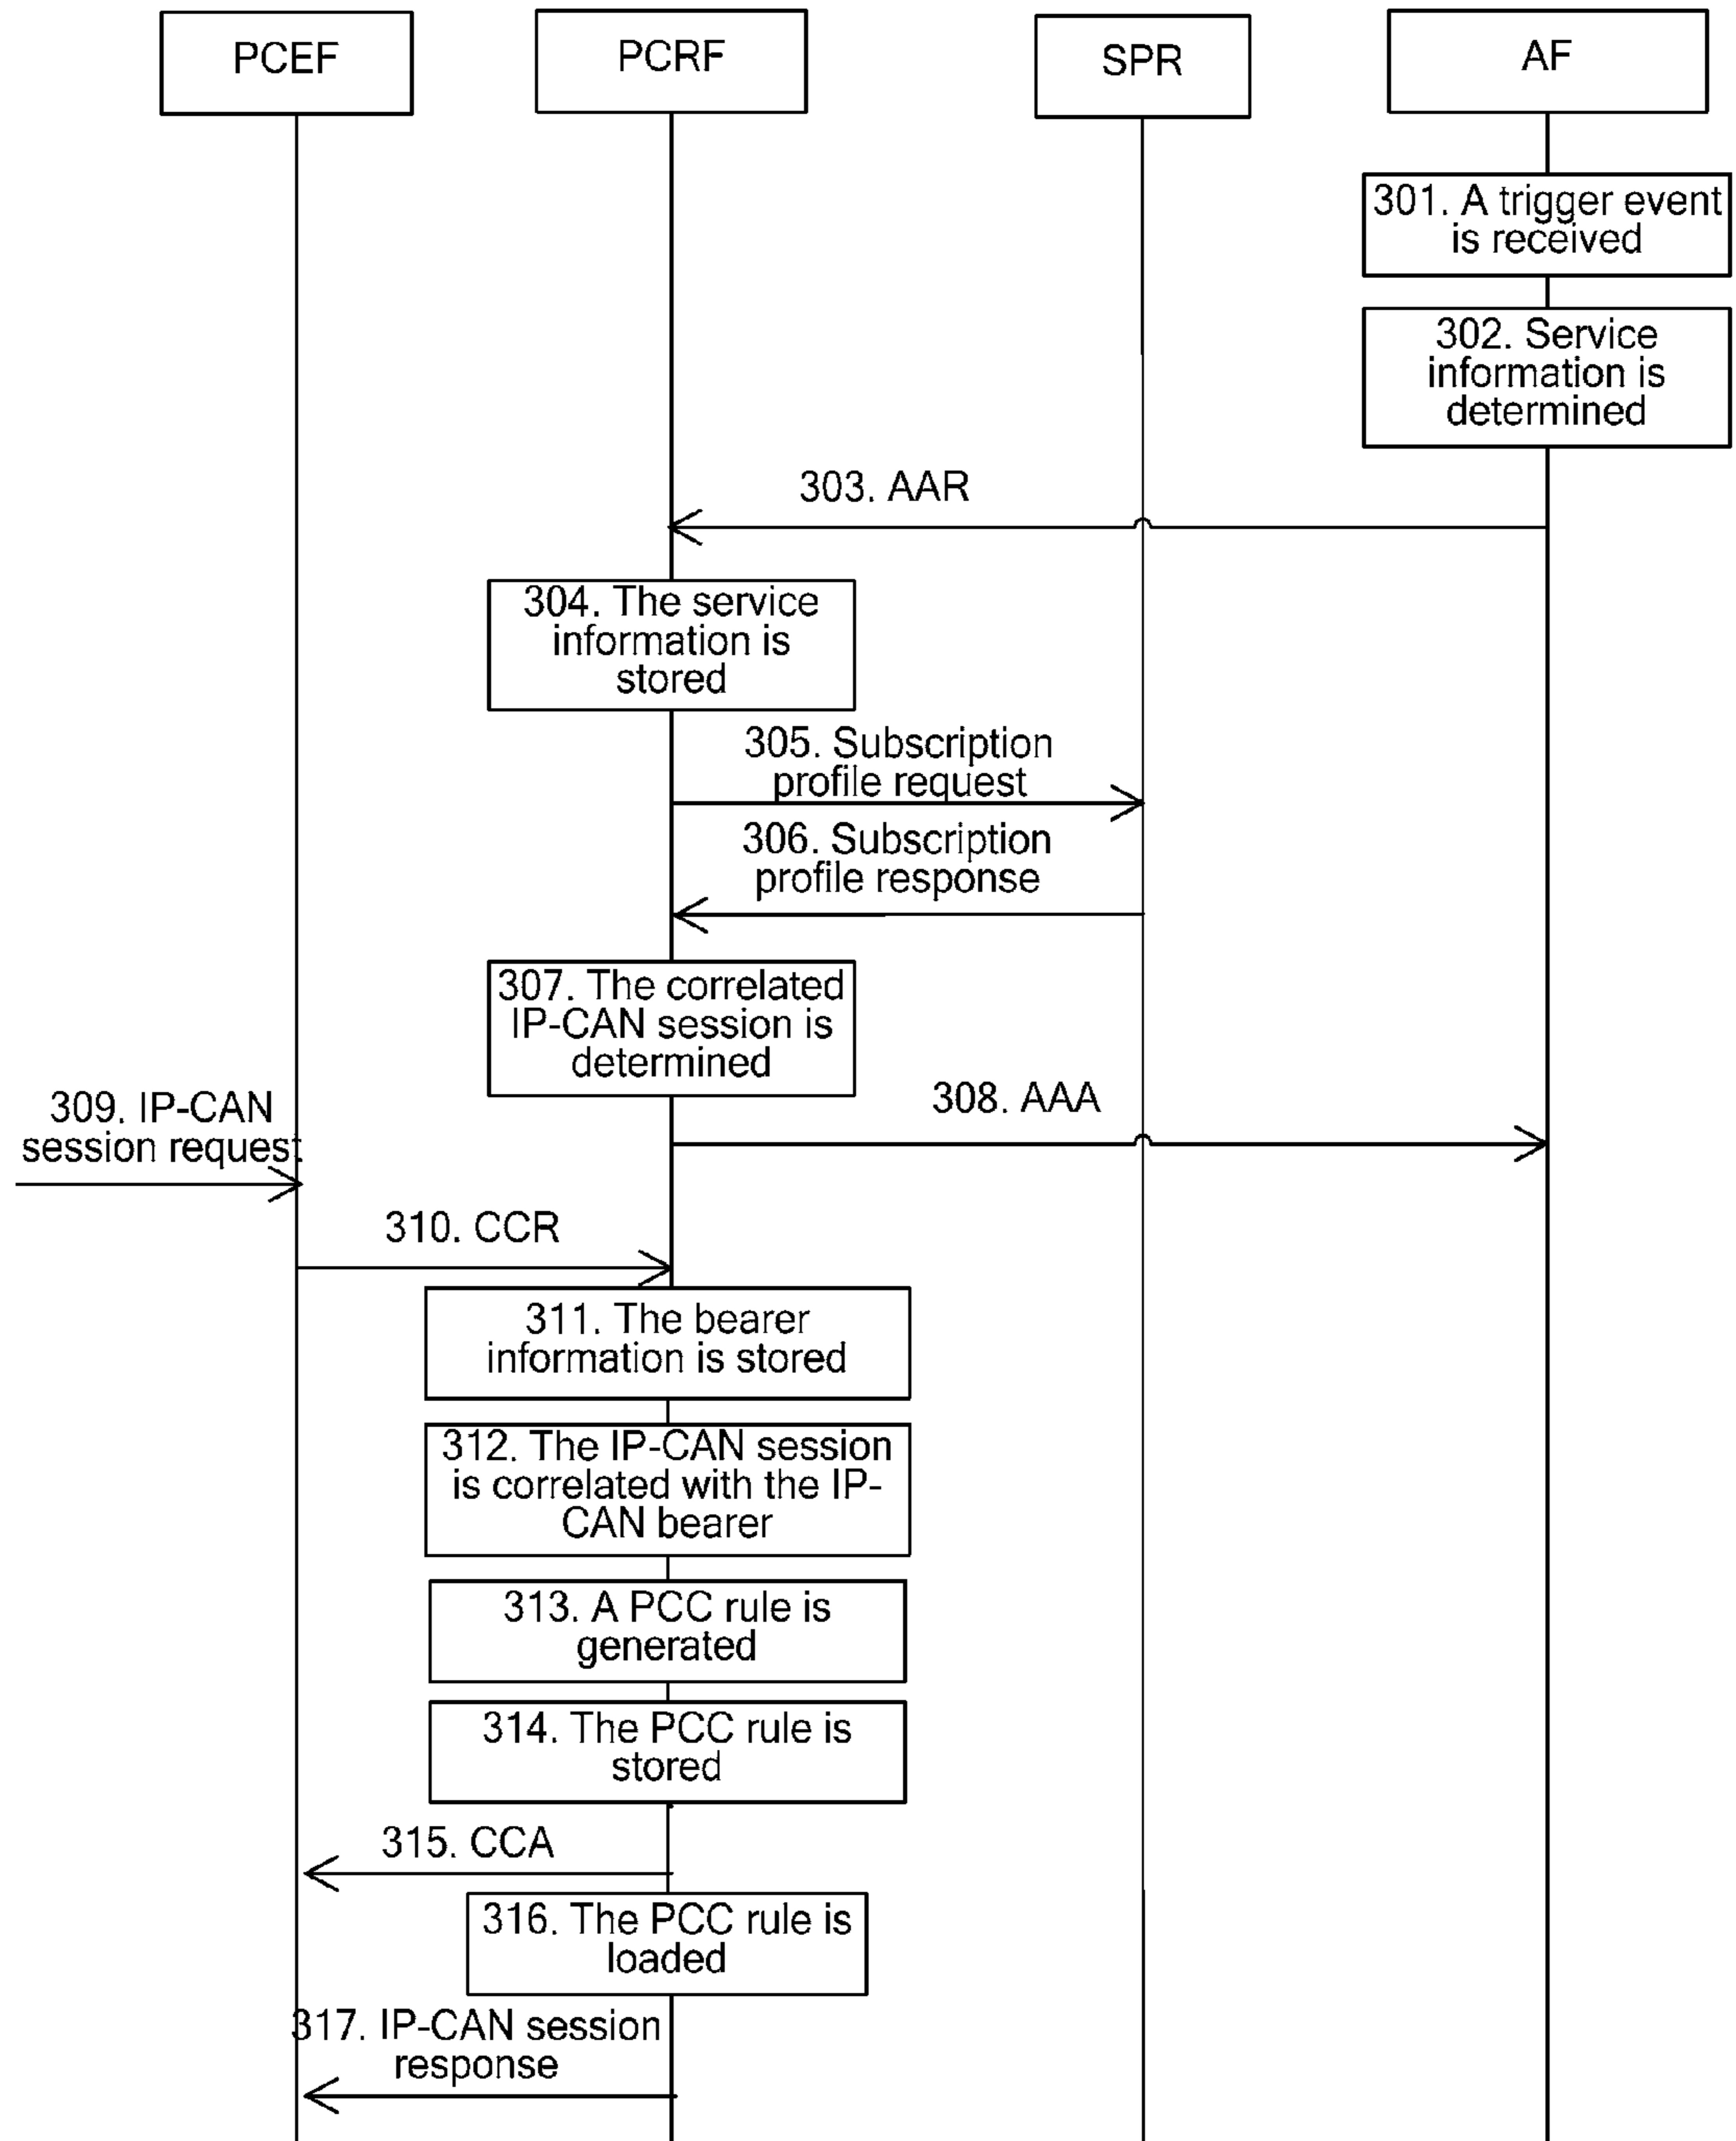 PCEF
PCRF
SPR
AF
301. A trigger event
is received
302. Service
information is
determined
303. AAR
304. The service
information is
stored
305. Subscription
profile request
306. Subscription
profile response
307. The correlated
IP-CAN session is
determined
308. AAA
309. IP-CAN
session request
310. CCR
311. The bearer
information is stored
312. The IP-CAN session
is correlated with the IP-
CAN bearer
313. A PCC rule is
generated
314. The PCC rule is
stored
315. CCA
316. The PCC rule is
loaded
317. IP-CAN session
response